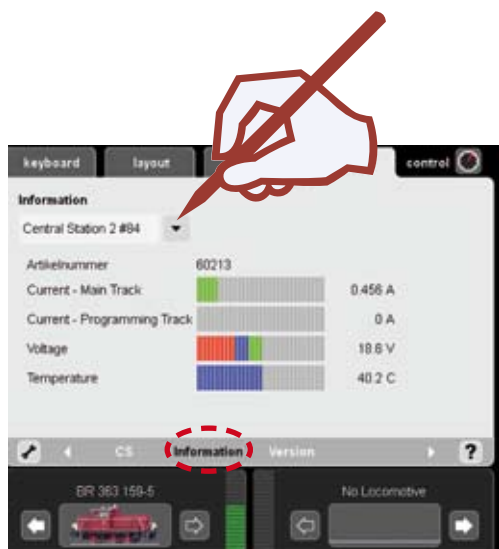 keyboard layout control
Information
Central Station 2 #84
Artikelnummer 60213
Current - Main Track 0.456 A
Current - Programming Track 0 A
Voltage 18.6 V
Temperature 40.2 C
CS Information Version ?
BR 363 159-5 No Locomotive